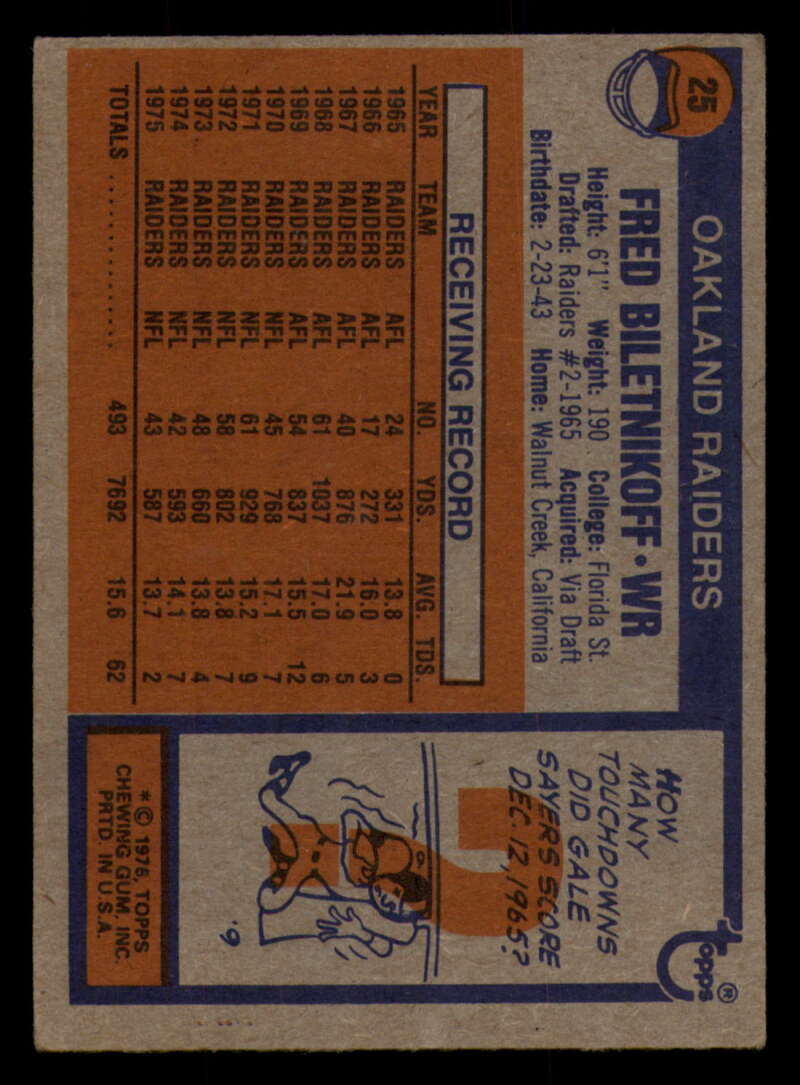 25
OAKLAND RAIDERS
FRED BILETNIKOFF • WR
Height: 6'1" Weight: 190 College: Florida St.
Drafted: Raiders #2-1965 Acquired: Via Draft
Birthdate: 2-23-43 Home: Walnut Creek, California
RECEIVING RECORD
YEAR TEAM NO. YDS. AVG. TDS.
1965 RAIDERS AFL 24 331 13.8 0
1966 RAIDERS AFL 17 272 16.0 3
1967 RAIDERS AFL 40 876 21.9 5
1968 RAIDERS AFL 61 1037 17.0 6
1969 RAIDERS AFL 54 837 15.5 12
1970 RAIDERS NFL 45 768 17.1 7
1971 RAIDERS NFL 61 929 15.2 9
1972 RAIDERS NFL 58 802 13.8 7
1973 RAIDERS NFL 48 660 13.8 4
1974 RAIDERS NFL 42 593 14.1 7
1975 RAIDERS NFL 43 587 13.7 2
TOTALS .................. 493 7692 15.6 62
Topps®
HOW
MANY
TOUCHDOWNS
DID GALE
SAYERS SCORE
DEC. 12, 1965?
?
'9
* © 1976, TOPPS
CHEWING GUM, INC.
PRTD. IN U.S.A.